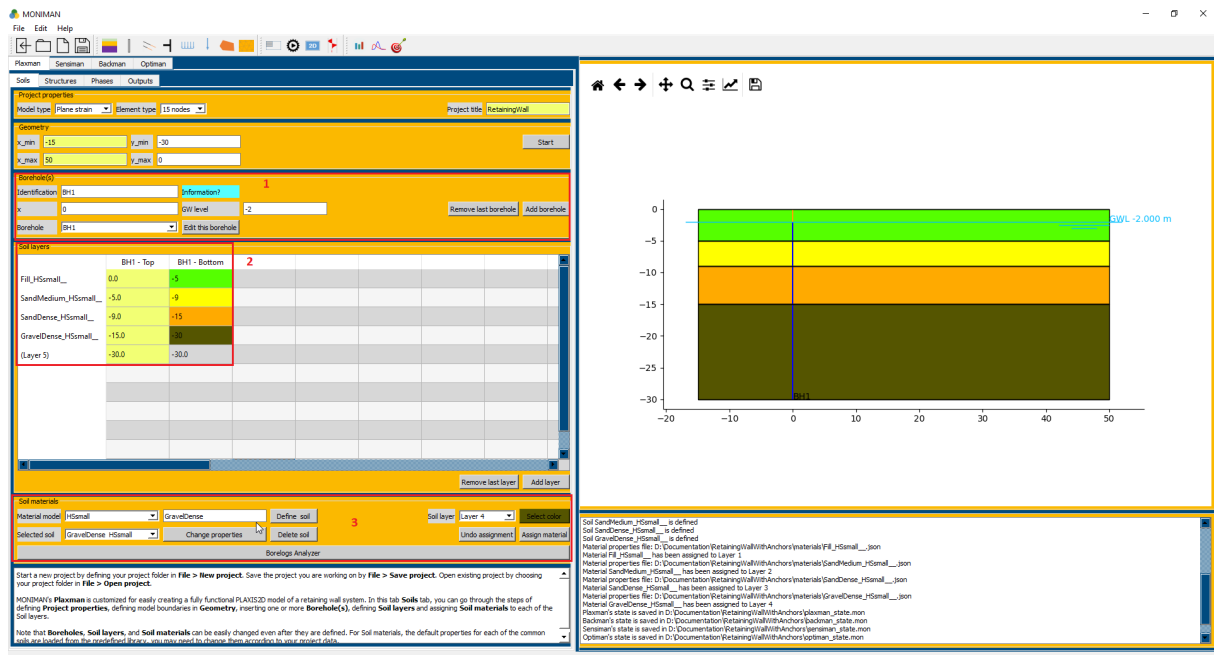 MONIMAN
File Edit Help
2D
Plaxman Sensiman Backman Optiman
Soils Structures Phases Outputs
Project properties
Model type Plane strain Element type 15 nodes Project title RetainingWall
Geometry
x_min -15 y_min -30 Start
x_max 50 y_max 0
Borehole(s)
1
Identification BH1 Information?
x 0 GW level -2 Remove last borehole Add borehole
Borehole BH1 Edit this borehole
Soil layers
BH1 - Top BH1 - Bottom 2
Fill_HSsmall__ 0.0 -5
SandMedium_HSsmall__ -5.0 -9
SandDense_HSsmall__ -9.0 -15
GravelDense_HSsmall__ -15.0 -30
(Layer 5) -30.0 -30.0
Remove last layer Add layer
Soil materials
Material model HSsmall GravelDense Define soil 3 Soil layer Layer 4 Select color
Selected soil GravelDense HSsmall Change properties Delete soil Undo assignment Assign material
Borelogs Analyzer
Start a new project by defining your project folder in File > New project. Save the project you are working on by File > Save project. Open existing project by choosing
your project folder in File > Open project.
MONIMAN's Plaxman is customized for easily creating a fully functional PLAXIS2D model of a retaining wall system. In this tab Soils tab, you can go through the steps of
defining Project properties, defining model boundaries in Geometry, inserting one or more Borehole(s), defining Soil layers and assigning Soil materials to each of the
Soil layers.
Note that Boreholes, Soil layers, and Soil materials can be easily changed even after they are defined. For Soil materials, the default properties for each of the common
soils are loaded from the predefined library, you may need to change them according to your project data.
0
GWL -2.000 m
−5
−10
−15
−20
−25
−30
BH1
−20 −10 0 10 20 30 40 50
Soil SandMedium_HSsmall__ is defined
Soil SandDense_HSsmall__ is defined
Soil GravelDense_HSsmall__ is defined
Material properties file: D:\Documentation\RetainingWallWithAnchors\materials\Fill_HSsmall__.json
Material Fill_HSsmall__ has been assigned to Layer 1
Material properties file: D:\Documentation\RetainingWallWithAnchors\materials\SandMedium_HSsmall__.json
Material SandMedium_HSsmall__ has been assigned to Layer 2
Material properties file: D:\Documentation\RetainingWallWithAnchors\materials\SandDense_HSsmall__.json
Material SandDense_HSsmall__ has been assigned to Layer 3
Material properties file: D:\Documentation\RetainingWallWithAnchors\materials\GravelDense_HSsmall__.json
Material GravelDense_HSsmall__ has been assigned to Layer 4
Plaxman's state is saved in D:\Documentation\RetainingWallWithAnchors\plaxman_state.mon
Backman's state is saved in D:\Documentation\RetainingWallWithAnchors\backman_state.mon
Sensiman's state is saved in D:\Documentation\RetainingWallWithAnchors\sensiman_state.mon
Optiman's state is saved in D:\Documentation\RetainingWallWithAnchors\optiman_state.mon